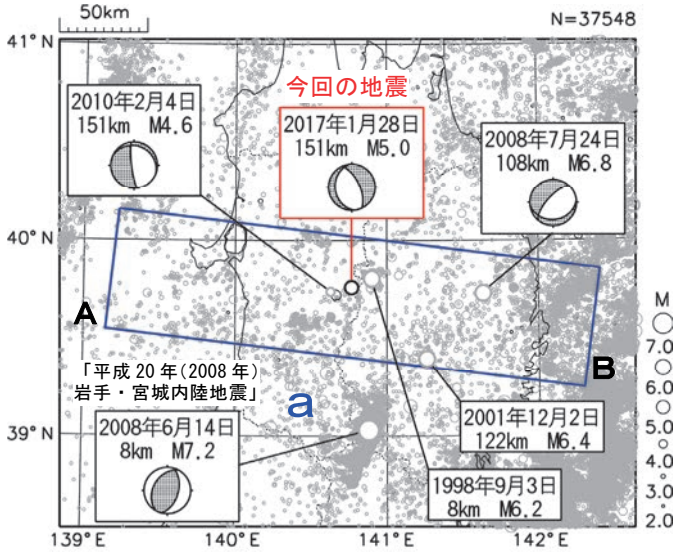 50km
N=37548
41°N
今回の地震
2010年2月4日
151km M4.6
2017年1月28日
151km M5.0
2008年7月24日
108km M6.8
40°N
A
B
M
7.0
6.0
5.0
4.0
3.0
2.0
「平成20年(2008年)
岩手・宮城内陸地震」
a
2008年6月14日
8km M7.2
39°N
2001年12月2日
122km M6.4
1998年9月3日
8km M6.2
139°E
140°E
141°E
142°E